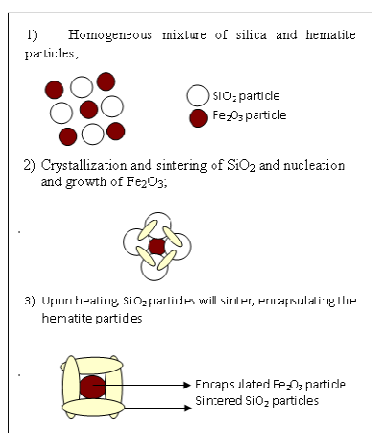 1) Homogeneous mixture of silica and hematite
particles;
SiO₂ particle
Fe₂O₃ particle
2) Crystallization and sintering of SiO₂ and nucleation
and growth of Fe₂O₃;
3) Upon heating, SiO₂ particles will sinter, encapsulating the
hematite particles
Encapsulated Fe₂O₃ particle
Sintered SiO₂ particles